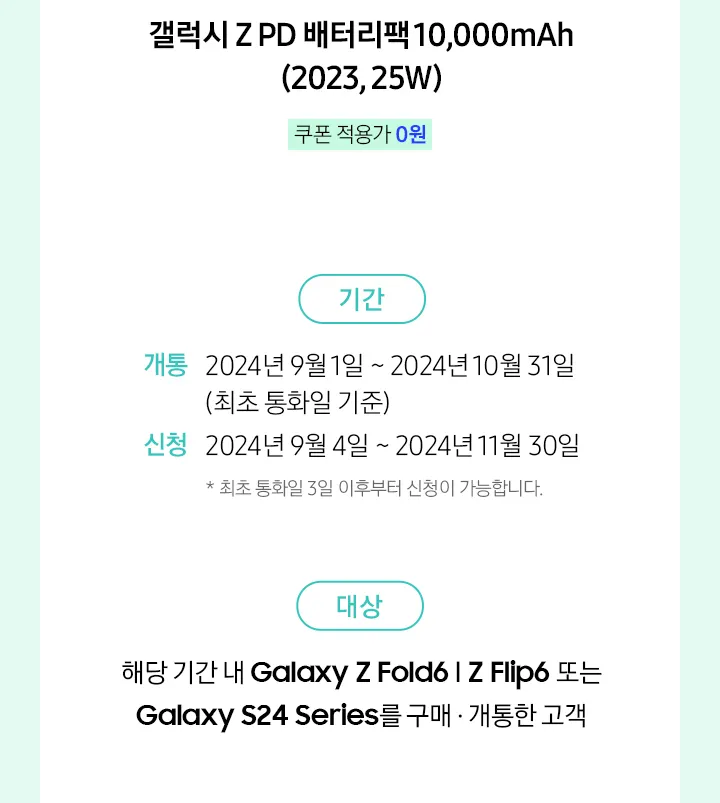 갤럭시 Z PD 배터리팩 10,000mAh
(2023, 25W)
쿠폰 적용가 0원
기간
개통 2024년 9월 1일 ~ 2024년 10월 31일
(최초 통화일 기준)
신청 2024년 9월 4일 ~ 2024년 11월 30일
* 최초 통화일 3일 이후부터 신청이 가능합니다.
대상
해당 기간 내 Galaxy Z Fold6 | Z Flip6 또는
Galaxy S24 Series를 구매 · 개통한 고객